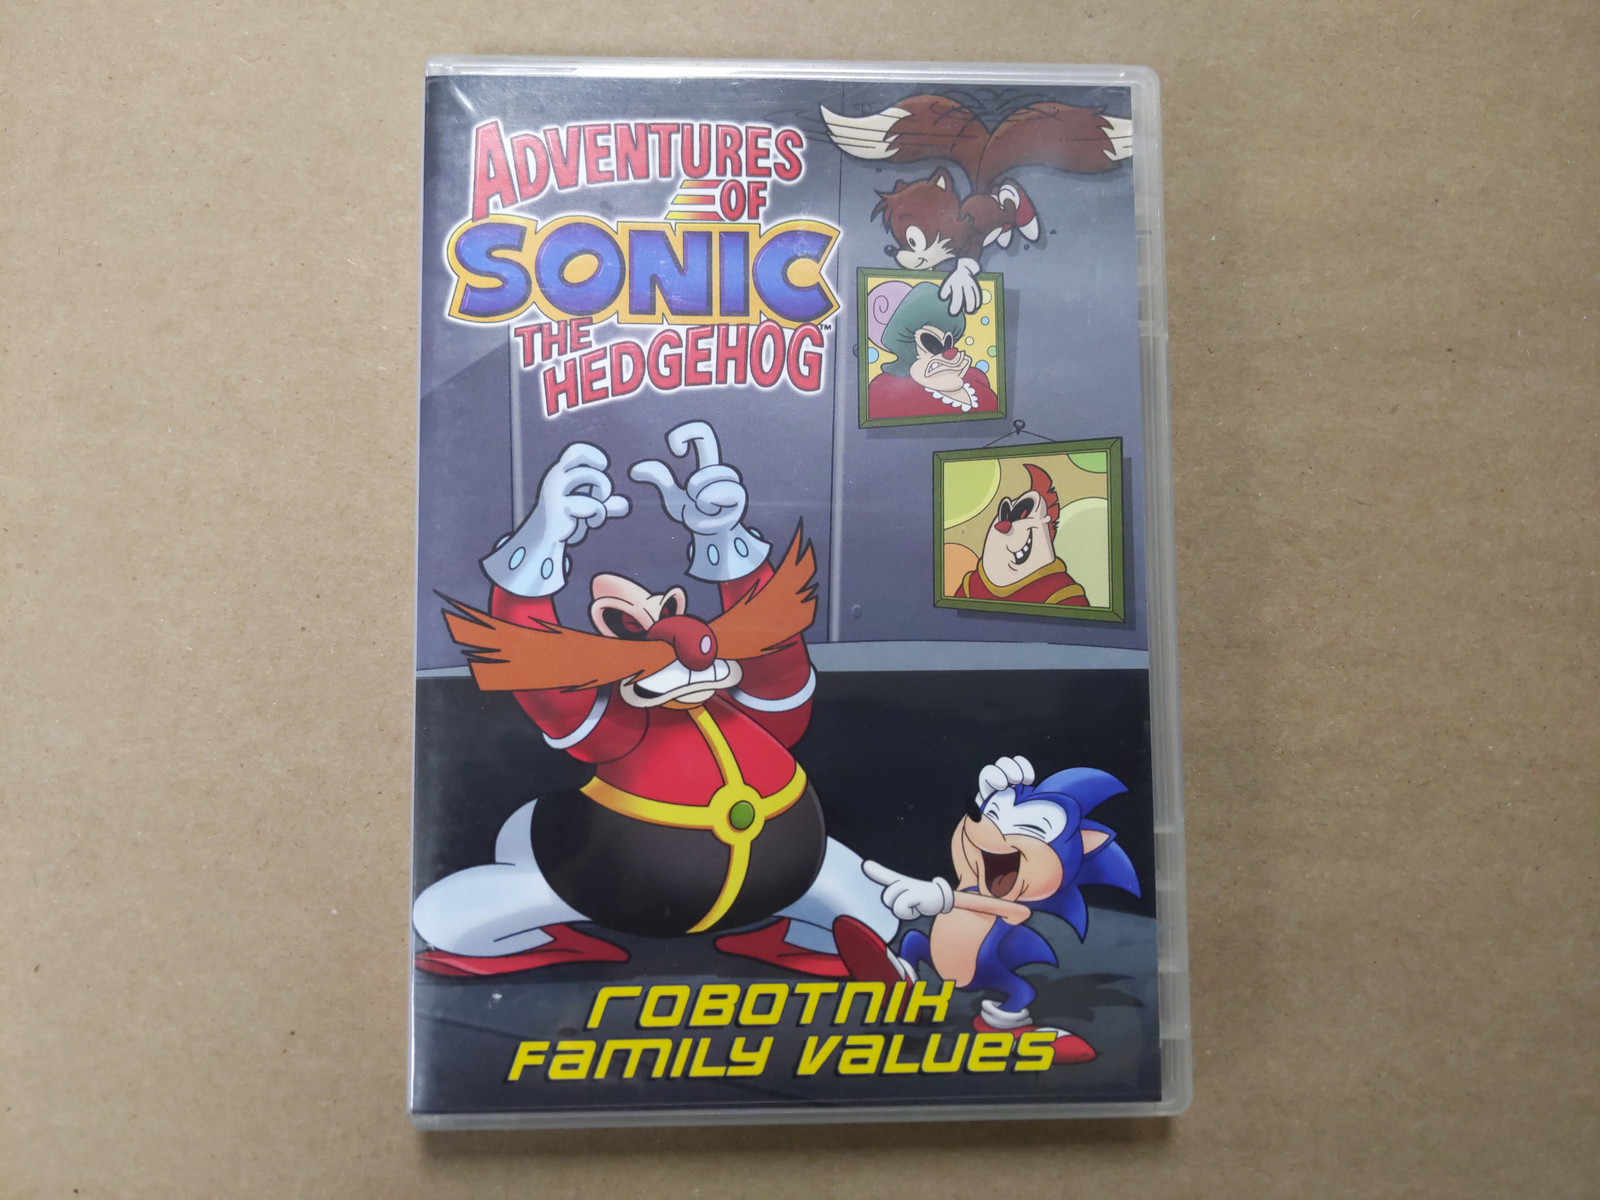 ADVENTURES
OF
SONIC
THE
HEDGEHOG™
ROBOTNIK
FAMILY VALUES